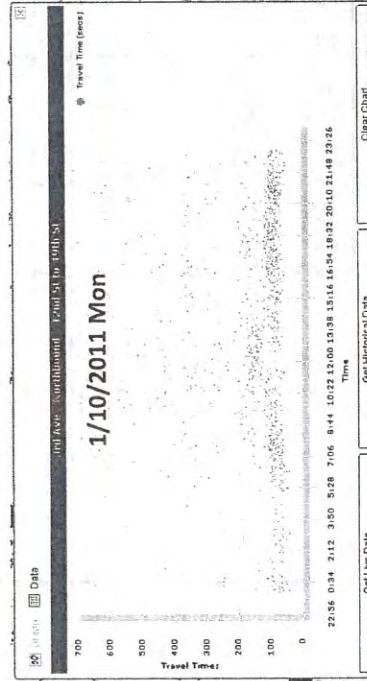 Data
3rd Ave Northbound 42nd St to 49th St
1/10/2011 Mon
Travel Time (secs)
700
600
500
400
300
200
100
0
Travel Times
22:56 0:34 2:12 3:50 5:28 7:06 8:44 10:22 12:00 13:38 15:16 16:54 18:32 20:10 21:48 23:26
Time
Get Historical Data
Clear Chart